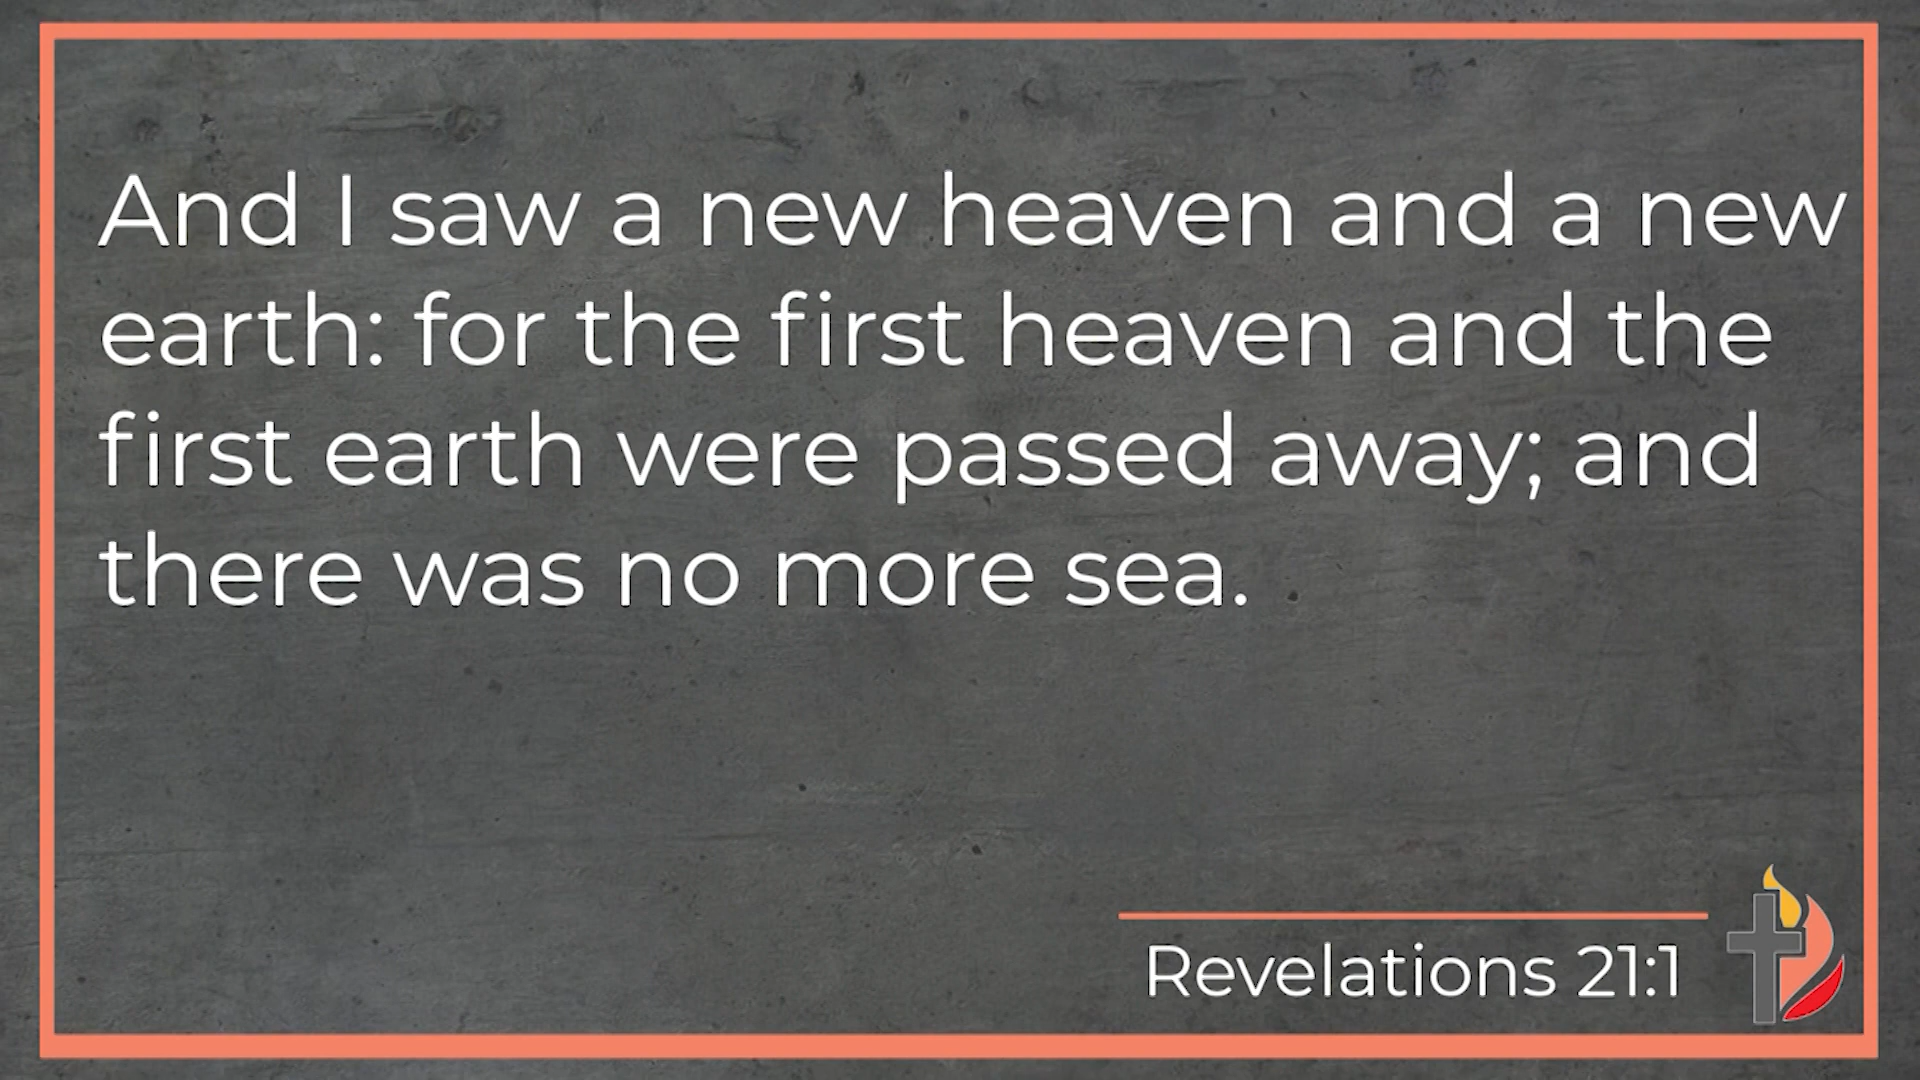 And I saw a new heaven and a new
earth: for the first heaven and the
first earth were passed away; and
there was no more sea.
Revelations 21:1